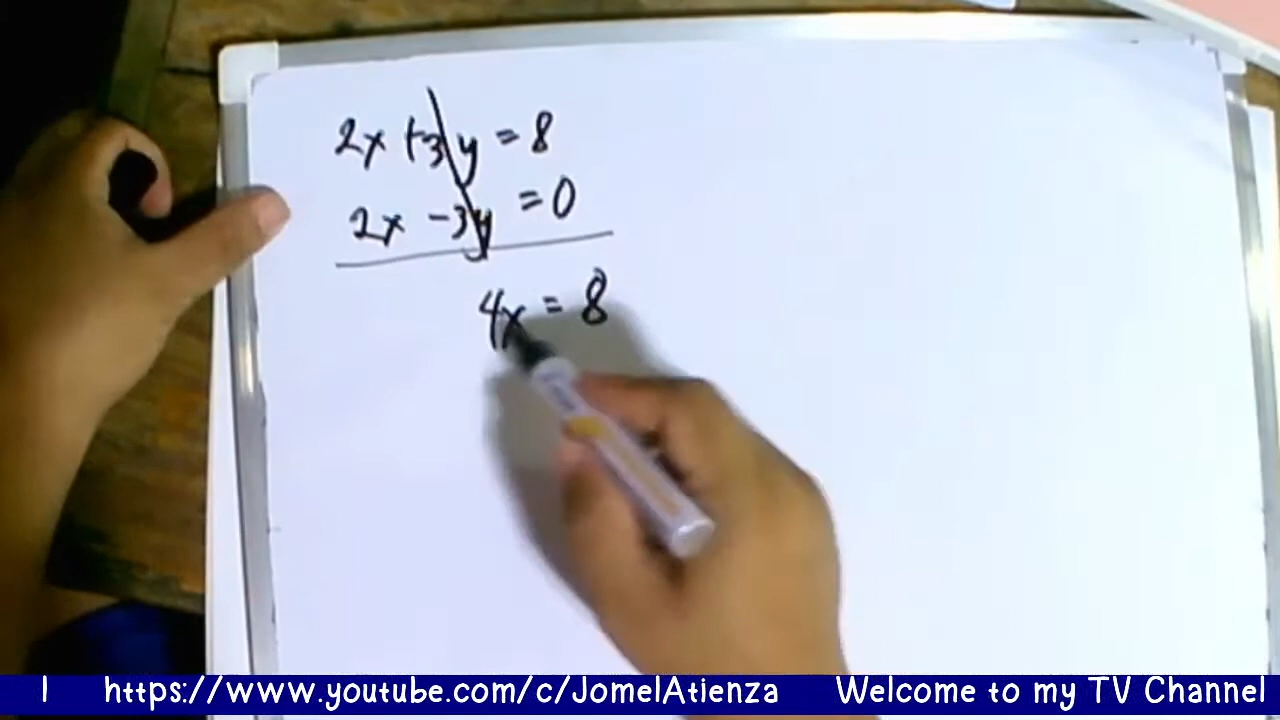 2x + 3y = 8
2x - 3y = 0
4x = 8
1 https://www.youtube.com/c/JomelAtienza Welcome to my TV Channel